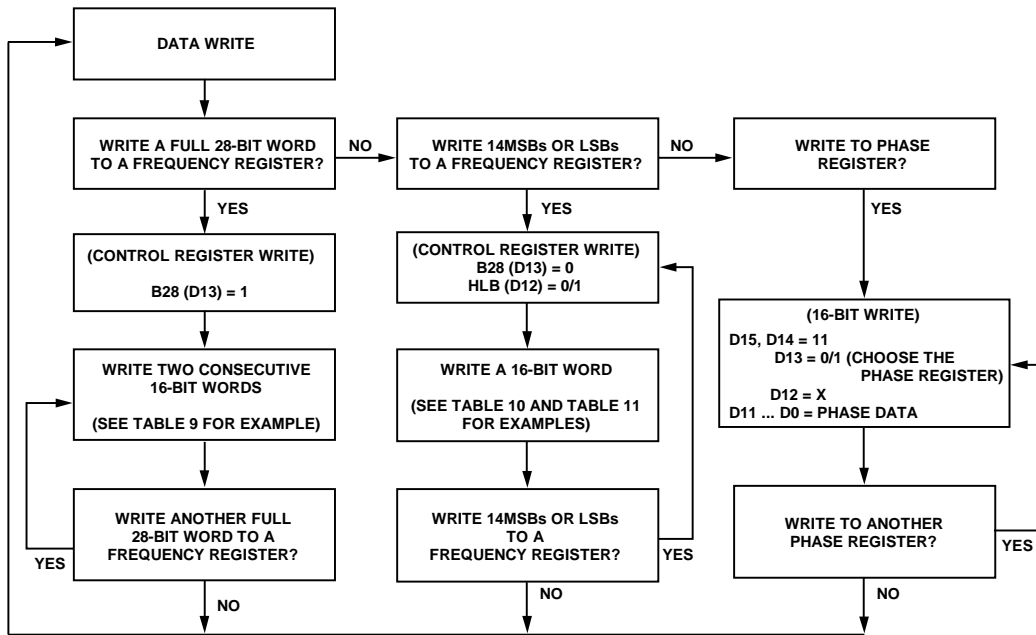 DATA WRITE
WRITE A FULL 28-BIT WORD
TO A FREQUENCY REGISTER?
NO
WRITE 14MSBs OR LSBs
TO A FREQUENCY REGISTER?
NO
WRITE TO PHASE
REGISTER?
YES
YES
YES
(CONTROL REGISTER WRITE)
B28 (D13) = 1
(CONTROL REGISTER WRITE)
B28 (D13) = 0
HLB (D12) = 0/1
(16-BIT WRITE)
D15, D14 = 11
D13 = 0/1 (CHOOSE THE
PHASE REGISTER)
D12 = X
D11 ... D0 = PHASE DATA
WRITE TWO CONSECUTIVE
16-BIT WORDS
(SEE TABLE 9 FOR EXAMPLE)
WRITE A 16-BIT WORD
(SEE TABLE 10 AND TABLE 11
FOR EXAMPLES)
WRITE ANOTHER FULL
28-BIT WORD TO A
FREQUENCY REGISTER?
YES
NO
WRITE 14MSBs OR LSBs
TO A
FREQUENCY REGISTER?
YES
NO
WRITE TO ANOTHER
PHASE REGISTER?
YES
NO